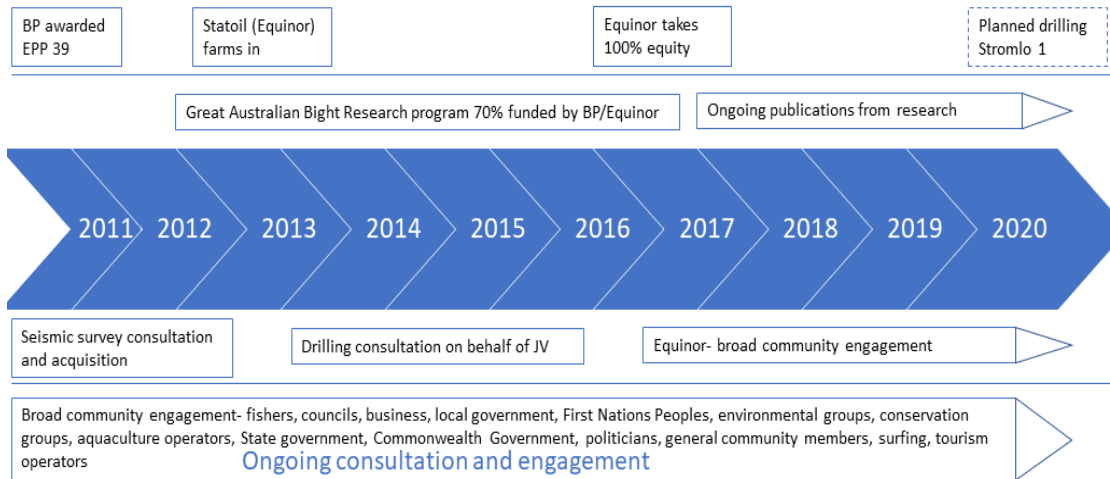 BP awarded
EPP 39
Statoil (Equinor)
farms in
Equinor takes
100% equity
Planned drilling
Stromlo 1
Great Australian Bight Research program 70% funded by BP/Equinor
Ongoing publications from research
2011
2012
2013
2014
2015
2016
2017
2018
2019
2020
Seismic survey consultation
and acquisition
Drilling consultation on behalf of JV
Equinor- broad community engagement
Broad community engagement- fishers, councils, business, local government, First Nations Peoples, environmental groups, conservation
groups, aquaculture operators, State government, Commonwealth Government, politicians, general community members, surfing, tourism
operators
Ongoing consultation and engagement